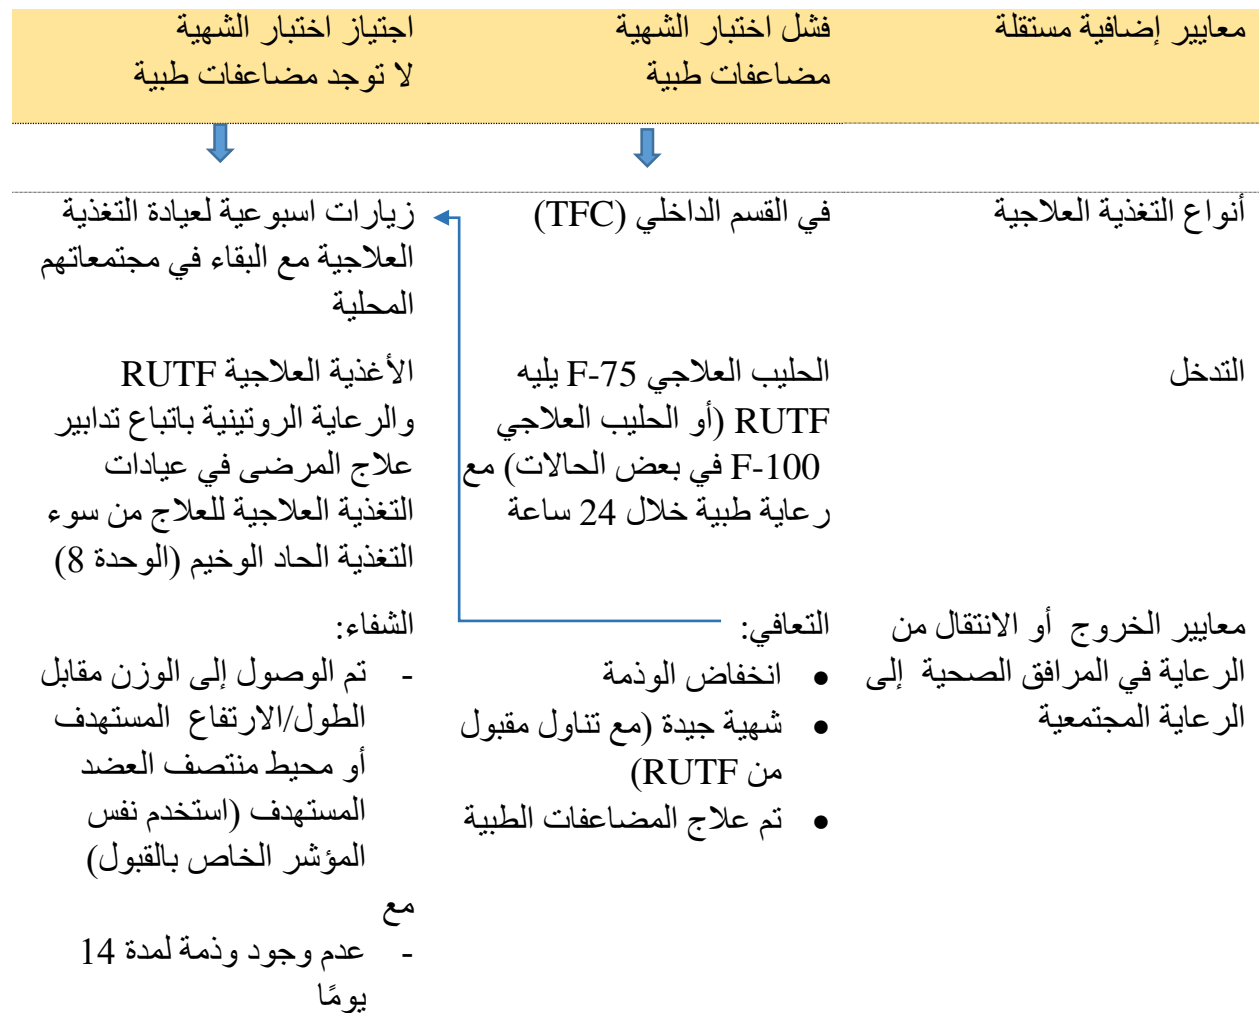 معايير إضافية مستقلة
فشل اختبار الشهية
مضاعفات طبية
اجتياز اختبار الشهية
لا توجد مضاعفات طبية
أنواع التغذية العلاجية
في القسم الداخلي (TFC)
زيارات اسبوعية لعيادة التغذية
العلاجية مع البقاء في مجتمعاتهم
المحلية
التدخل
الحليب العلاجي F-75 يليه
RUTF (أو الحليب العلاجي
F-100 في بعض الحالات) مع
رعاية طبية خلال 24 ساعة
الأغذية العلاجية RUTF
والرعاية الروتينية باتباع تدابير
علاج المرضى في عيادات
التغذية العلاجية للعلاج من سوء
التغذية الحاد الوخيم (الوحدة 8)
معايير الخروج أو الانتقال من
الرعاية في المرافق الصحية إلى
الرعاية المجتمعية
التعافي:
● انخفاض الوذمة
● شهية جيدة (مع تناول مقبول
من RUTF)
● تم علاج المضاعفات الطبية
الشفاء:
- تم الوصول إلى الوزن مقابل
الطول/الارتفاع المستهدف
أو محيط منتصف العضد
المستهدف (استخدم نفس
المؤشر الخاص بالقبول)
مع
- عدم وجود وذمة لمدة 14
يومًا